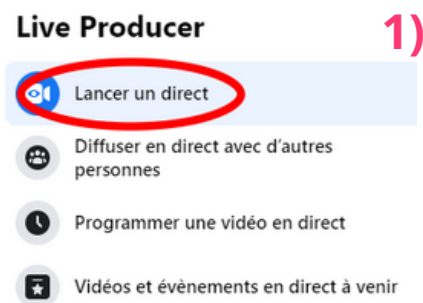 Live Producer
1)
Lancer un direct
Diffuser en direct avec d’autres
personnes
Programmer une vidéo en direct
Vidéos et évènements en direct à venir